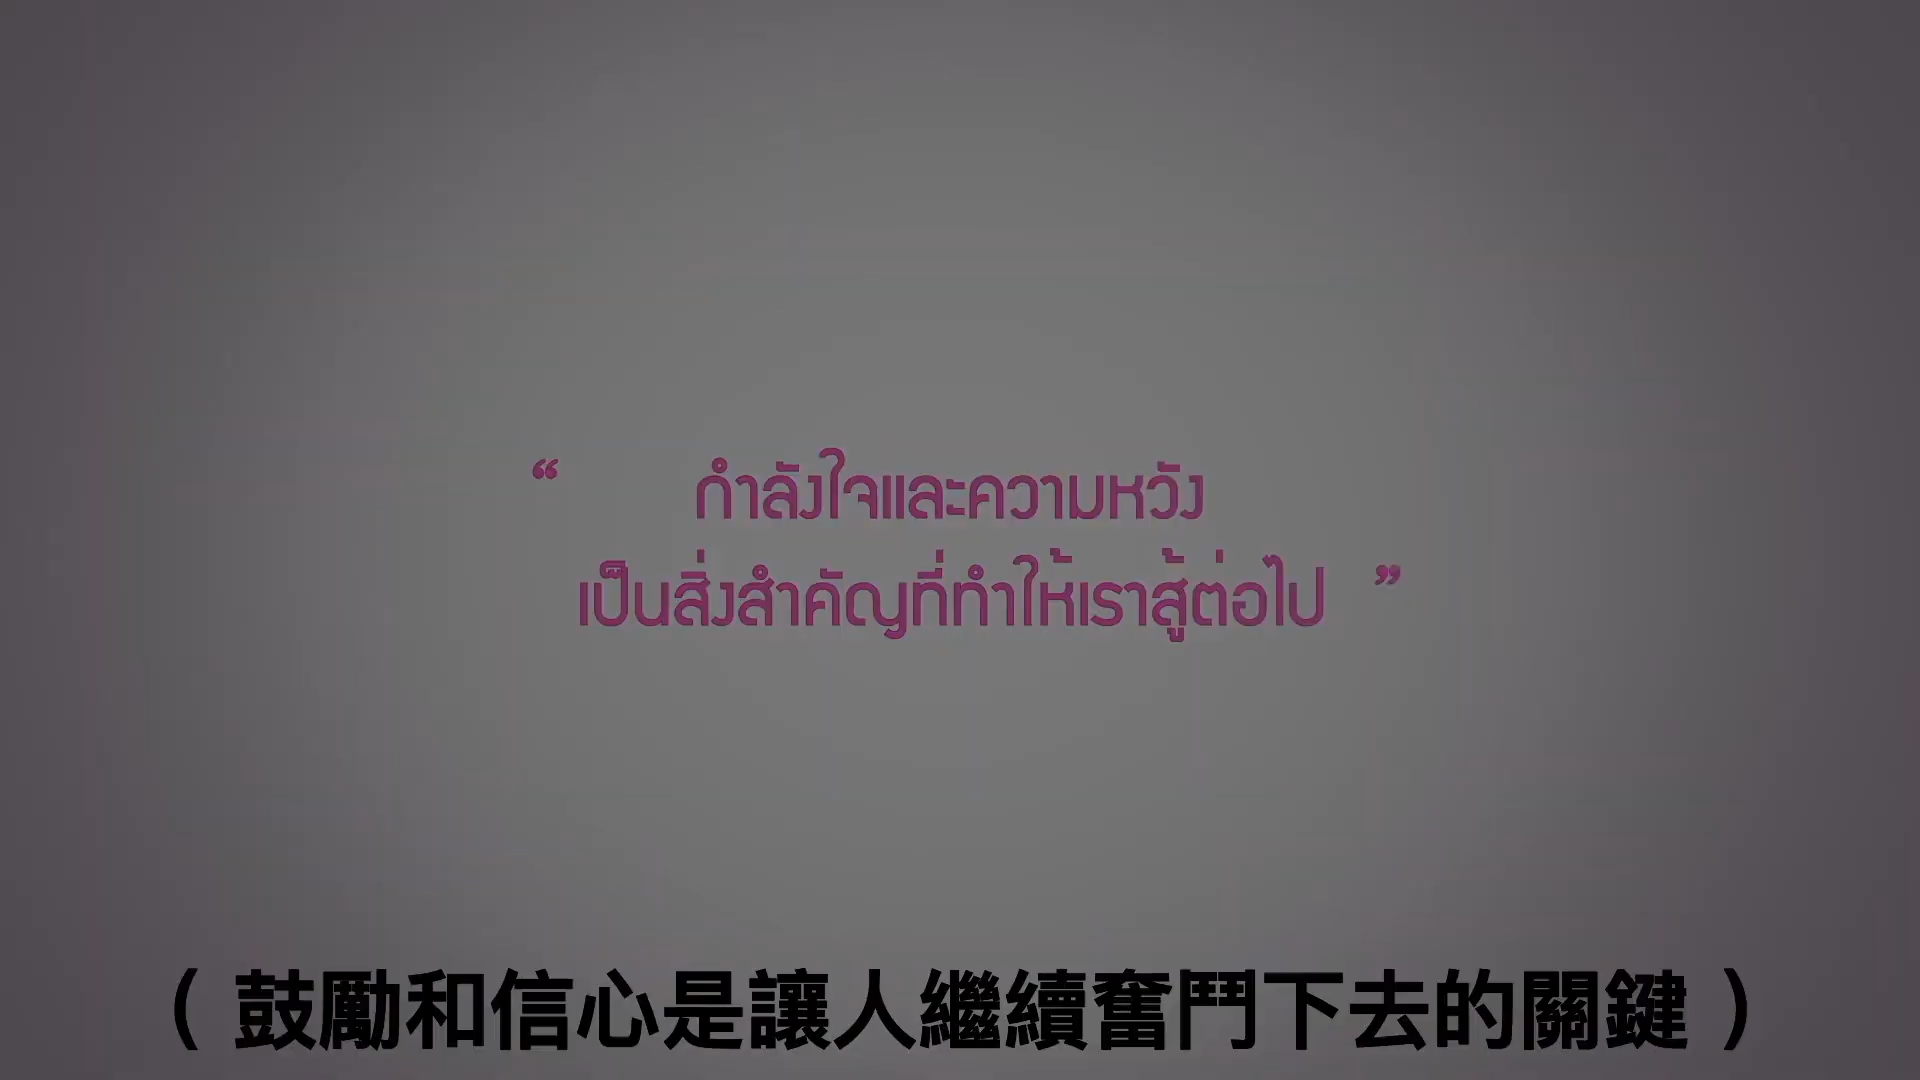 “ กำลังใจและความหวัง
เป็นสิ่งสำคัญที่ทำให้เราสู้ต่อไป ”
（鼓勵和信心是讓人繼續奮鬥下去的關鍵）